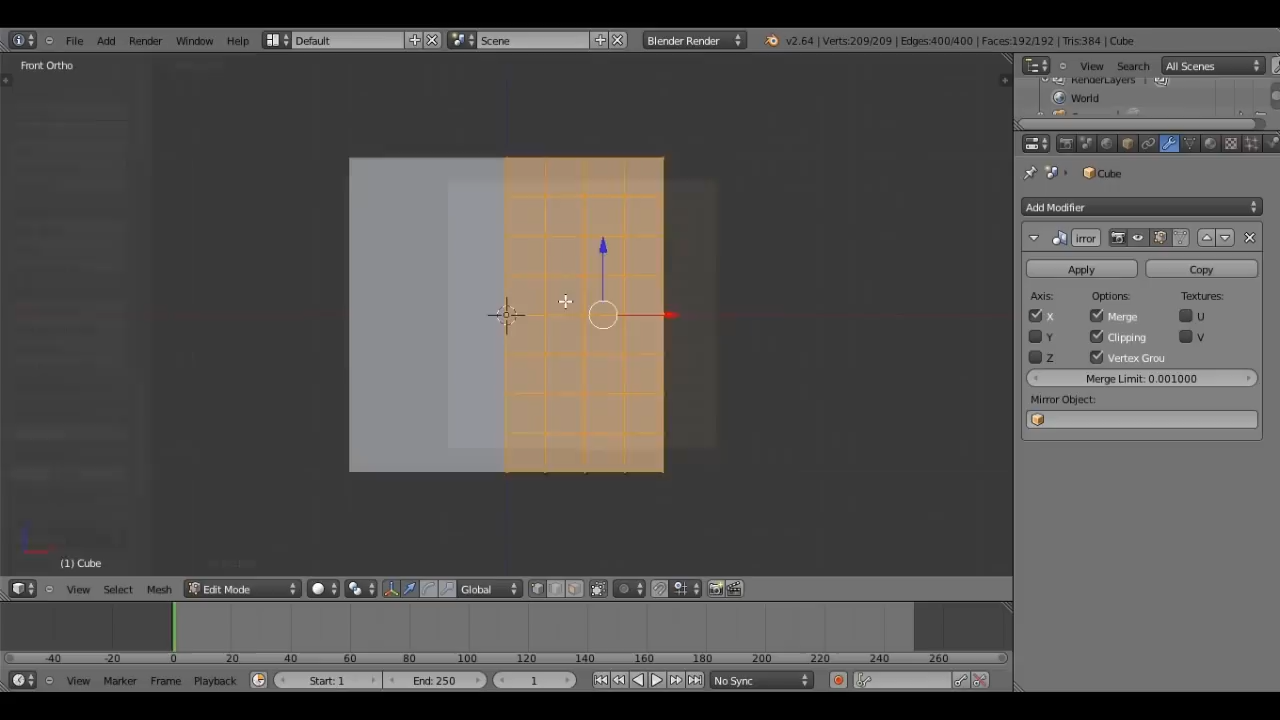 File Add Render Window Help Default Scene Blender Render v2.64 | Verts:209/209 | Edges:400/400 | Faces:192/192 | Tris:384 | Cube
Front Ortho
View Search All Scenes
RenderLayers
World
Cube
Add Modifier
irror
Apply Copy
Axis: Options: Textures:
X Merge U
Y Clipping V
Z Vertex Grou
Merge Limit: 0.001000
Mirror Object:
(1) Cube
View Select Mesh Edit Mode Global
-40 -20 0 20 40 60 80 100 120 140 160 180 200 220 240 260
View Marker Frame Playback Start: 1 End: 250 1 No Sync